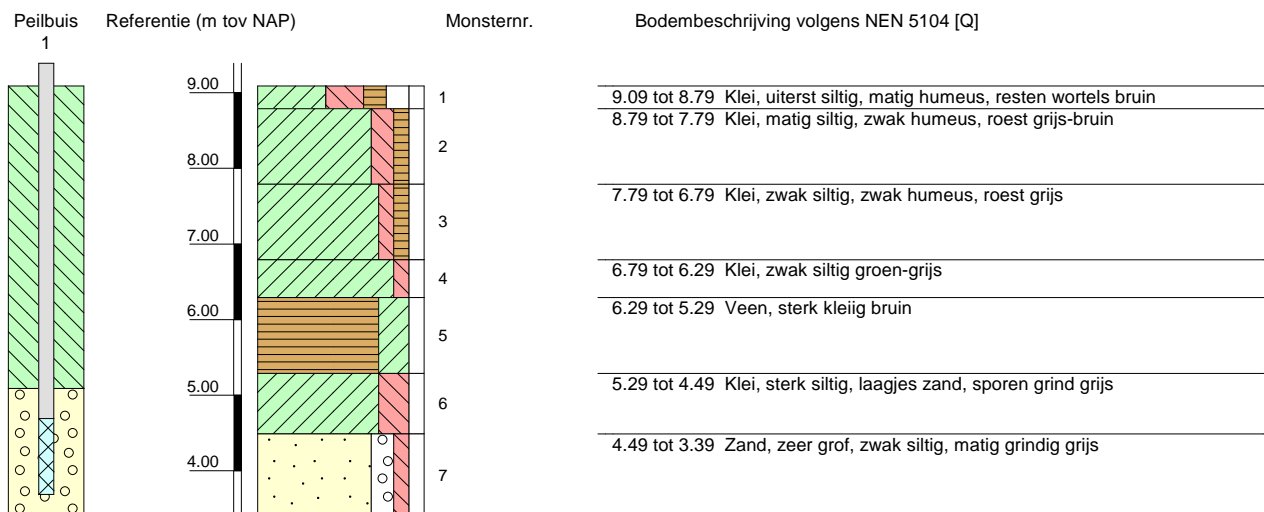 Peilbuis Referentie (m tov NAP) Monsternr. Bodembeschrijving volgens NEN 5104 [Q]
1
9.00
1 9.09 tot 8.79 Klei, uiterst siltig, matig humeus, resten wortels bruin
8.79 tot 7.79 Klei, matig siltig, zwak humeus, roest grijs-bruin
2
8.00
7.79 tot 6.79 Klei, zwak siltig, zwak humeus, roest grijs
3
7.00
6.79 tot 6.29 Klei, zwak siltig groen-grijs
4
6.00
6.29 tot 5.29 Veen, sterk kleiig bruin
5
5.00
5.29 tot 4.49 Klei, sterk siltig, laagjes zand, sporen grind grijs
6
4.49 tot 3.39 Zand, zeer grof, zwak siltig, matig grindig grijs
4.00
7